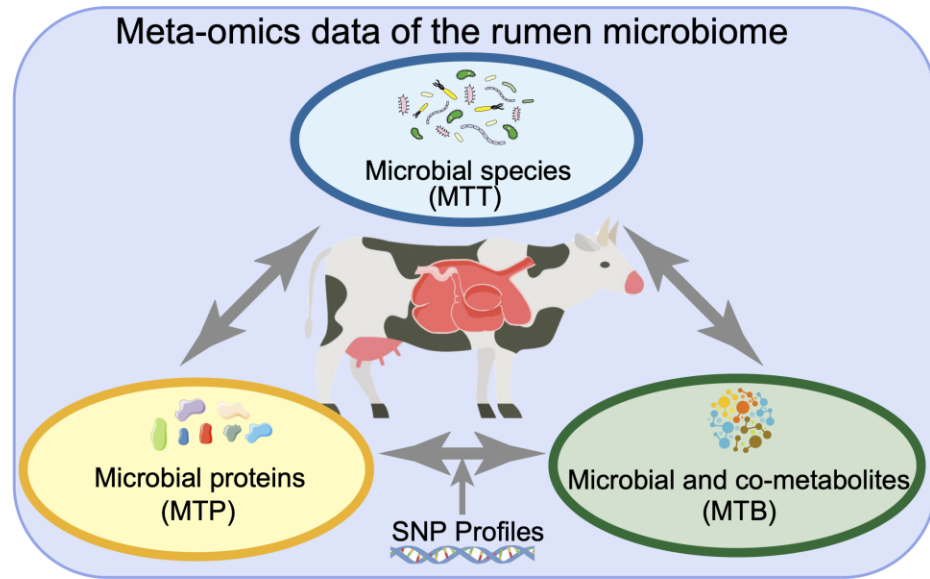 Meta-omics data of the rumen microbiome
Microbial species
(MTT)
Microbial proteins
(MTP)
Microbial and co-metabolites
(MTB)
SNP Profiles